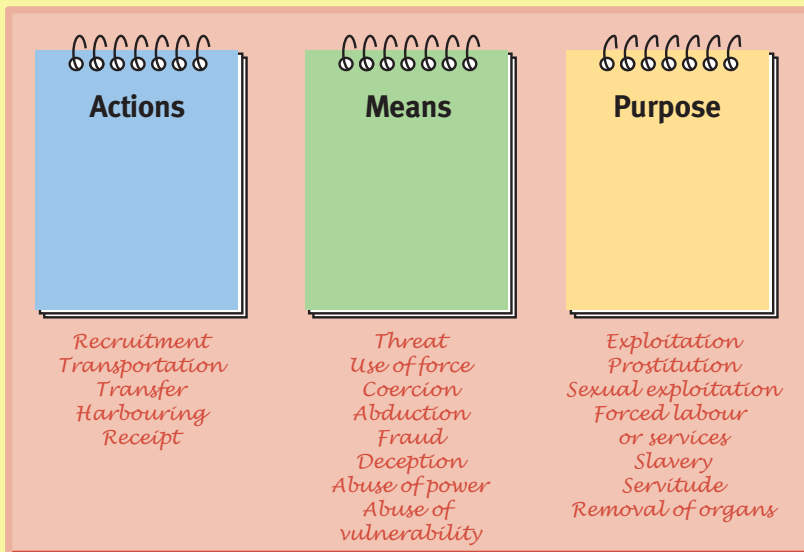 Actions
Recruitment
Transportation
Transfer
Harbouring
Receipt
Means
Threat
Use of force
Coercion
Abduction
Fraud
Deception
Abuse of power
Abuse of
vulnerability
Purpose
Exploitation
Prostitution
Sexual exploitation
Forced labour
or services
Slavery
Servitude
Removal of organs